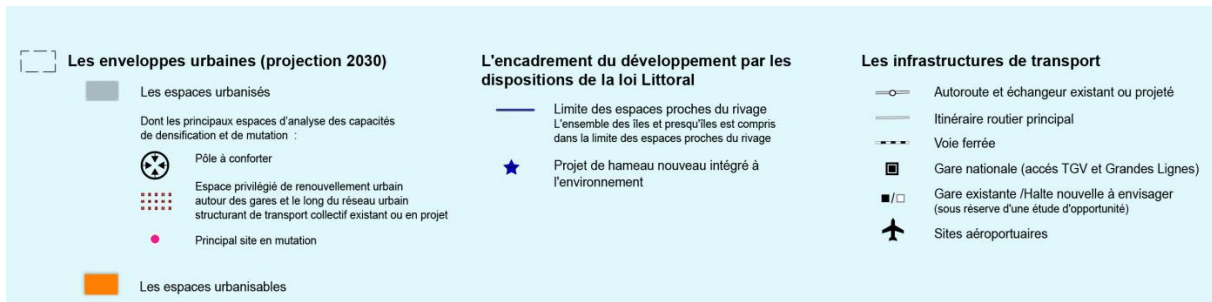 Les enveloppes urbaines (projection 2030)
Les espaces urbanisés
Dont les principaux espaces d'analyse des capacités
de densification et de mutation :
Pôle à conforter
Espace privilégié de renouvellement urbain
autour des gares et le long du réseau urbain
structurant de transport collectif existant ou en projet
Principal site en mutation
Les espaces urbanisables
L'encadrement du développement par les
dispositions de la loi Littoral
Limite des espaces proches du rivage
L'ensemble des îles et presqu'îles est compris
dans la limite des espaces proches du rivage
Projet de hameau nouveau intégré à
l'environnement
Les infrastructures de transport
Autoroute et échangeur existant ou projeté
Itinéraire routier principal
Voie ferrée
Gare nationale (accés TGV et Grandes Lignes)
Gare existante /Halte nouvelle à envisager
(sous réserve d'une étude d'opportunité)
Sites aéroportuaires